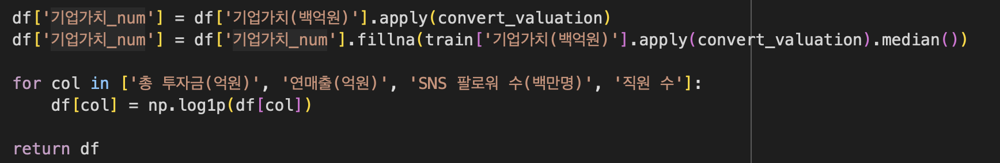 df['기업가치_num'] = df['기업가치(백억원)'].apply(convert_valuation)
df['기업가치_num'] = df['기업가치_num'].fillna(train['기업가치(백억원)'].apply(convert_valuation).median())
for col in ['총 투자금(억원)', '연매출(억원)', 'SNS 팔로워 수(백만명)', '직원 수']:
    df[col] = np.log1p(df[col])
return df